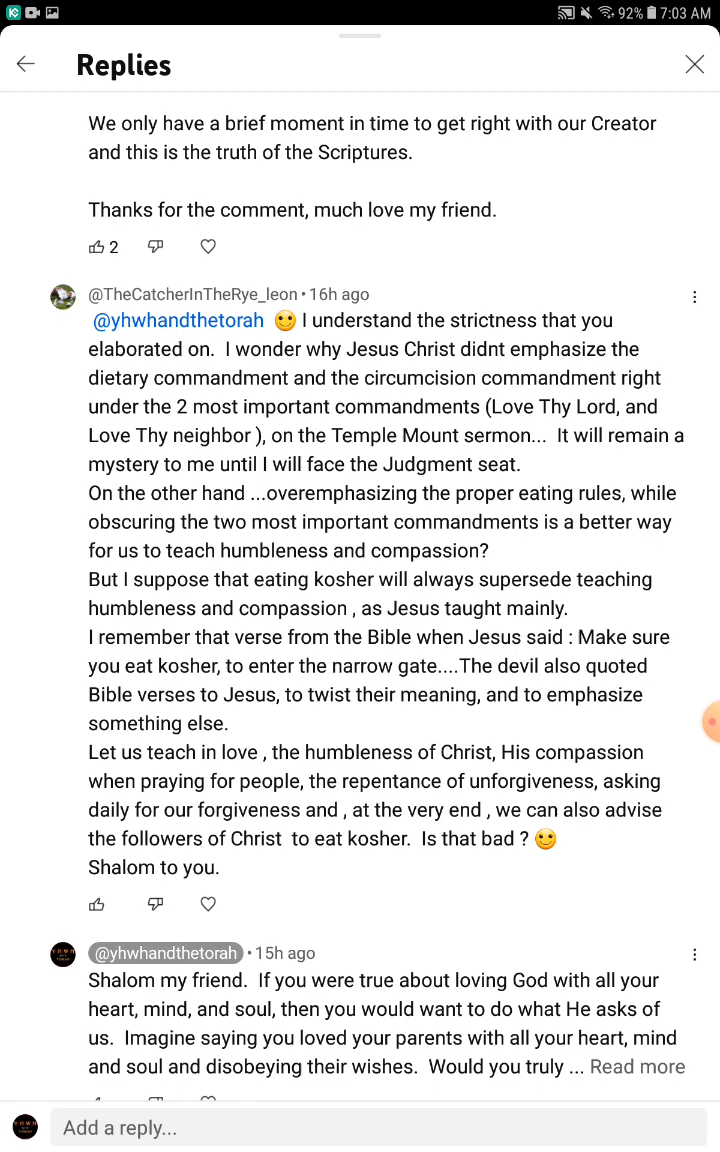 92% 7:03 AM
Replies
We only have a brief moment in time to get right with our Creator
and this is the truth of the Scriptures.
Thanks for the comment, much love my friend.
2
@TheCatcherInTheRye_leon • 16h ago
@yhwhandthetorah 🙂 I understand the strictness that you
elaborated on. I wonder why Jesus Christ didnt emphasize the
dietary commandment and the circumcision commandment right
under the 2 most important commandments (Love Thy Lord, and
Love Thy neighbor ), on the Temple Mount sermon... It will remain a
mystery to me until I will face the Judgment seat.
On the other hand ...overemphasizing the proper eating rules, while
obscuring the two most important commandments is a better way
for us to teach humbleness and compassion?
But I suppose that eating kosher will always supersede teaching
humbleness and compassion , as Jesus taught mainly.
I remember that verse from the Bible when Jesus said : Make sure
you eat kosher, to enter the narrow gate....The devil also quoted
Bible verses to Jesus, to twist their meaning, and to emphasize
something else.
Let us teach in love , the humbleness of Christ, His compassion
when praying for people, the repentance of unforgiveness, asking
daily for our forgiveness and , at the very end , we can also advise
the followers of Christ to eat kosher. Is that bad ? 🙂
Shalom to you.
@yhwhandthetorah • 15h ago
Shalom my friend. If you were true about loving God with all your
heart, mind, and soul, then you would want to do what He asks of
us. Imagine saying you loved your parents with all your heart, mind
and soul and disobeying their wishes. Would you truly ... Read more
Add a reply...